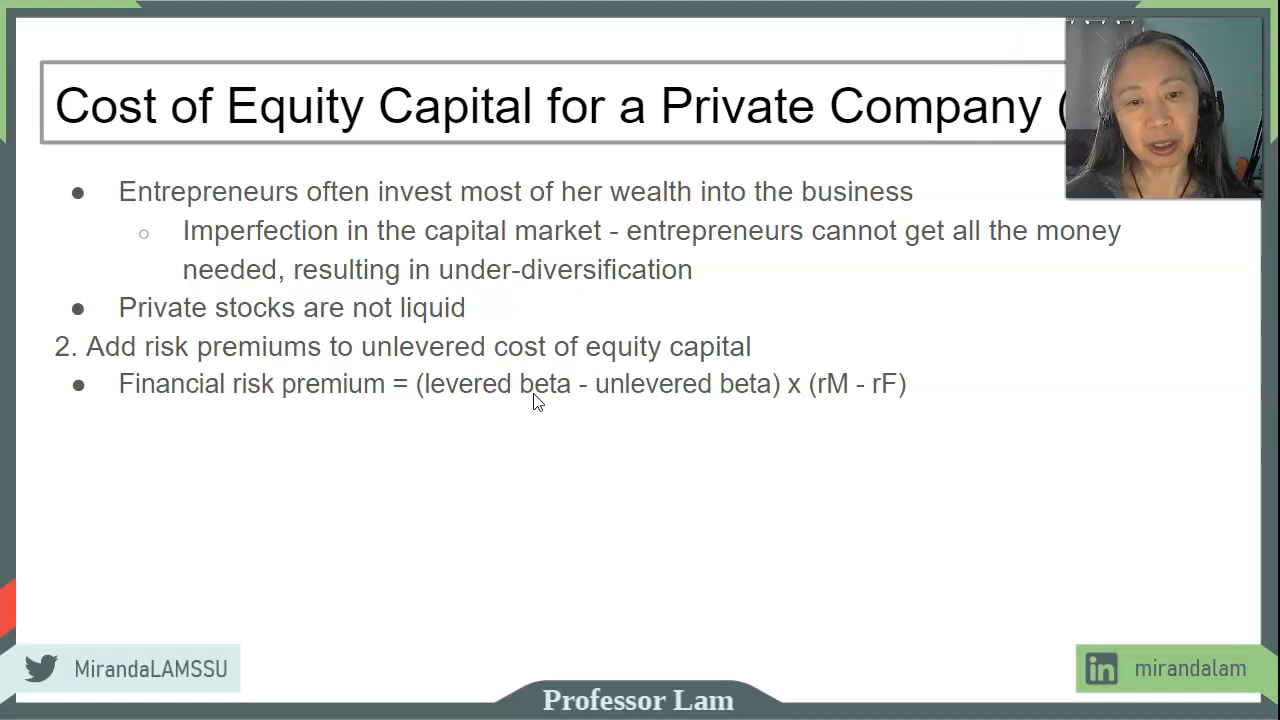 Cost of Equity Capital for a Private Company (
● Entrepreneurs often invest most of her wealth into the business
○ Imperfection in the capital market - entrepreneurs cannot get all the money
needed, resulting in under-diversification
● Private stocks are not liquid
2. Add risk premiums to unlevered cost of equity capital
● Financial risk premium = (levered beta - unlevered beta) x (rM - rF)
MirandaLAMSSU
in mirandalam
Professor Lam